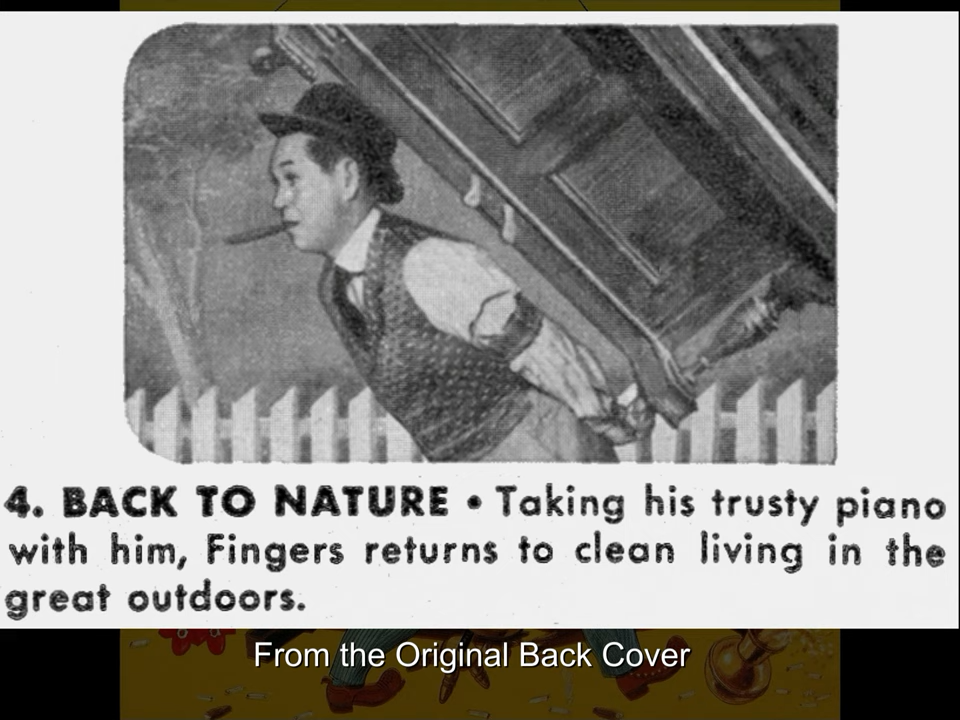 4. BACK TO NATURE • Taking his trusty piano
with him, Fingers returns to clean living in the
great outdoors.
From the Original Back Cover